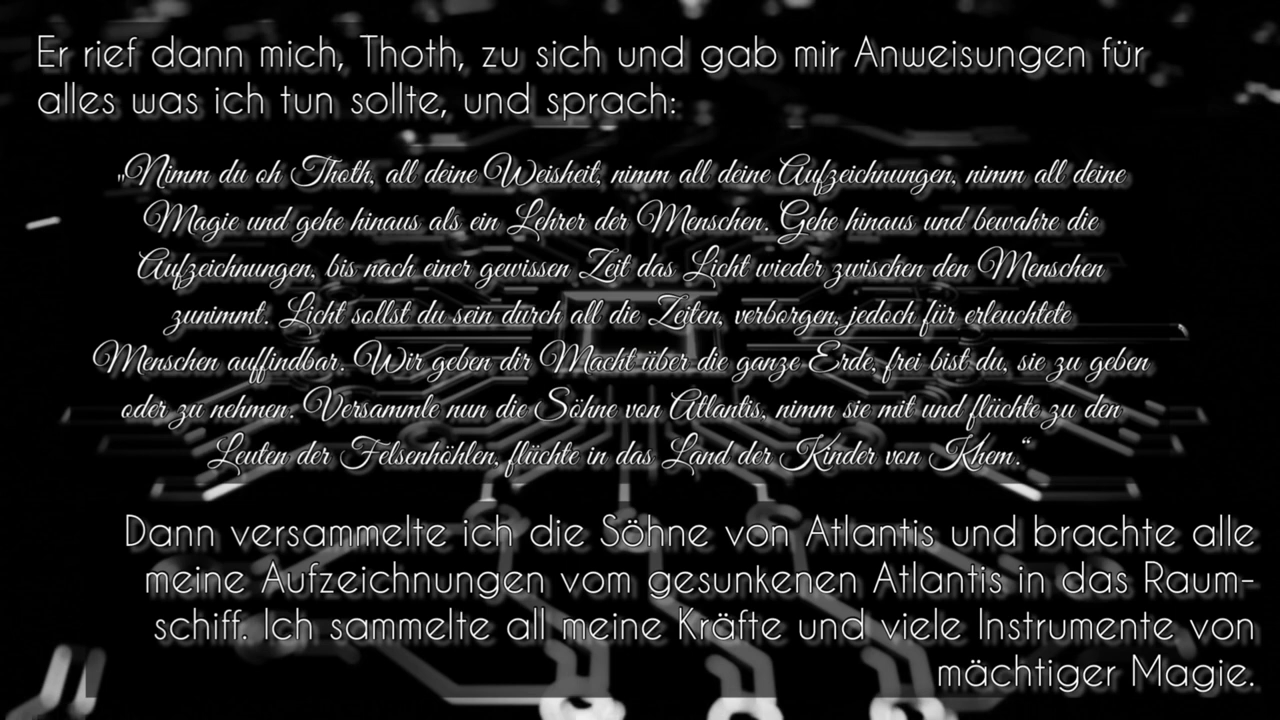 Er rief dann mich, Thoth, zu sich und gab mir Anweisungen für
alles was ich tun sollte, und sprach:
„Nimm du oh Thoth, all deine Weisheit, nimm all deine Aufzeichnungen, nimm all deine
Magie und gehe hinaus als ein Lehrer der Menschen. Gehe hinaus und bewahre die
Aufzeichnungen, bis nach einer gewissen Zeit das Licht wieder zwischen den Menschen
zunimmt. Licht sollst du sein durch all die Zeiten, verborgen, jedoch für erleuchtete
Menschen auffindbar. Wir geben dir Macht über die ganze Erde, frei bist du, sie zu geben
oder zu nehmen. Versammle nun die Söhne von Atlantis, nimm sie mit und flüchte zu den
Leuten der Felsenhöhlen, flüchte in das Land der Kinder von Khem.“
Dann versammelte ich die Söhne von Atlantis und brachte alle
meine Aufzeichnungen vom gesunkenen Atlantis in das Raum-
schiff. Ich sammelte all meine Kräfte und viele Instrumente von
mächtiger Magie.